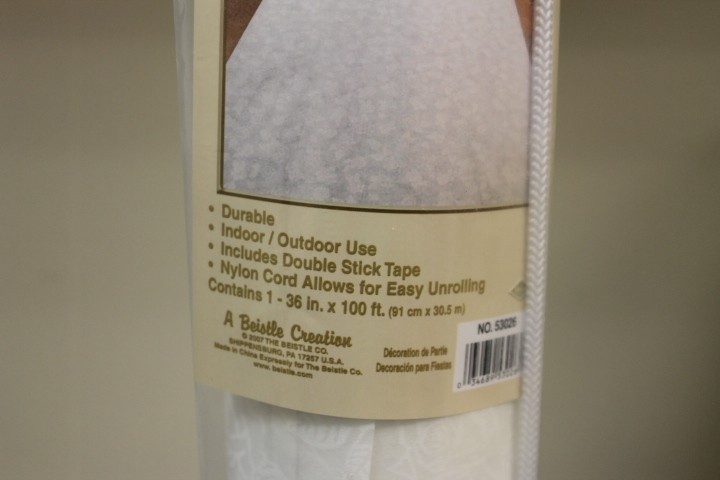 • Durable
• Indoor / Outdoor Use
• Includes Double Stick Tape
• Nylon Cord Allows for Easy Unrolling
Contains 1 - 36 in. x 100 ft. (91 cm x 30.5 m)
A Beistle Creation
© 2007 THE BEISTLE CO.
SHIPPENSBURG, PA 17257 U.S.A.
Made in China Expressly for The Beistle Co.
www.beistle.com
Décoration de Partie
Decoración para Fiestas
NO. 53026
0 34689